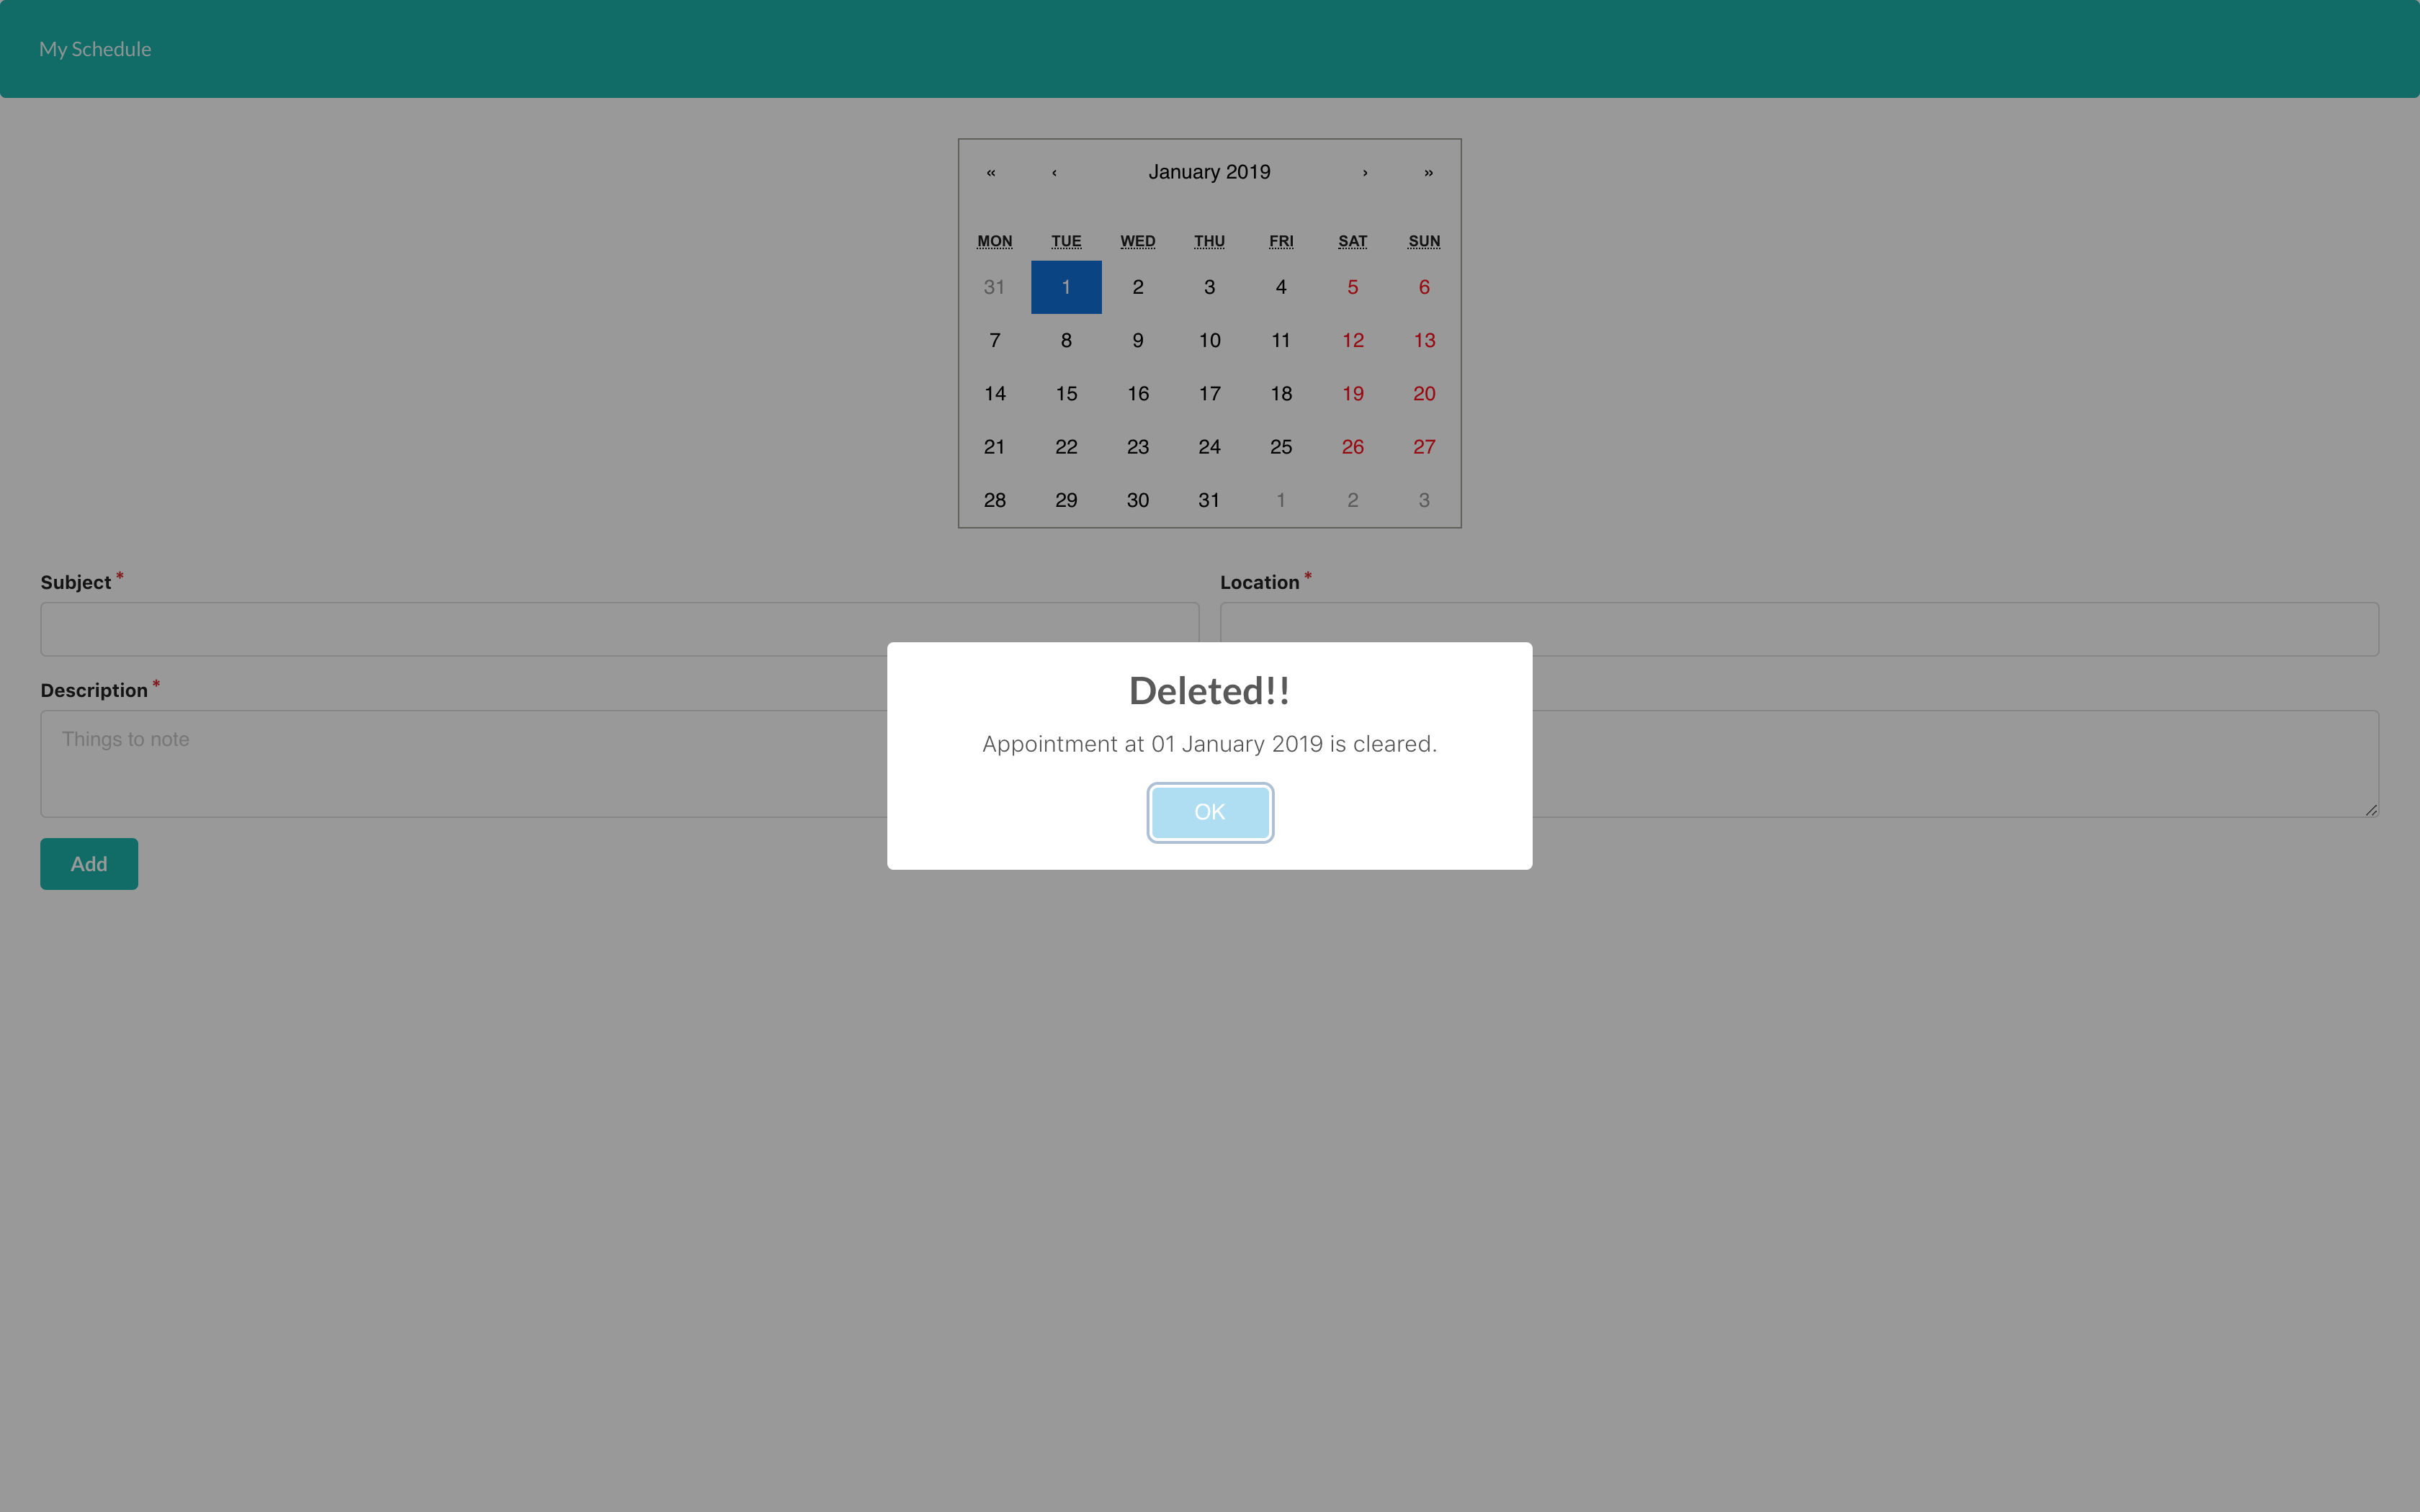 My Schedule
« ‹ January 2019 › »
MON TUE WED THU FRI SAT SUN
31 1 2 3 4 5 6
7 8 9 10 11 12 13
14 15 16 17 18 19 20
21 22 23 24 25 26 27
28 29 30 31 1 2 3
Subject * Location *
Deleted!!
Appointment at 01 January 2019 is cleared.
OK
Description *
Things to note
Add